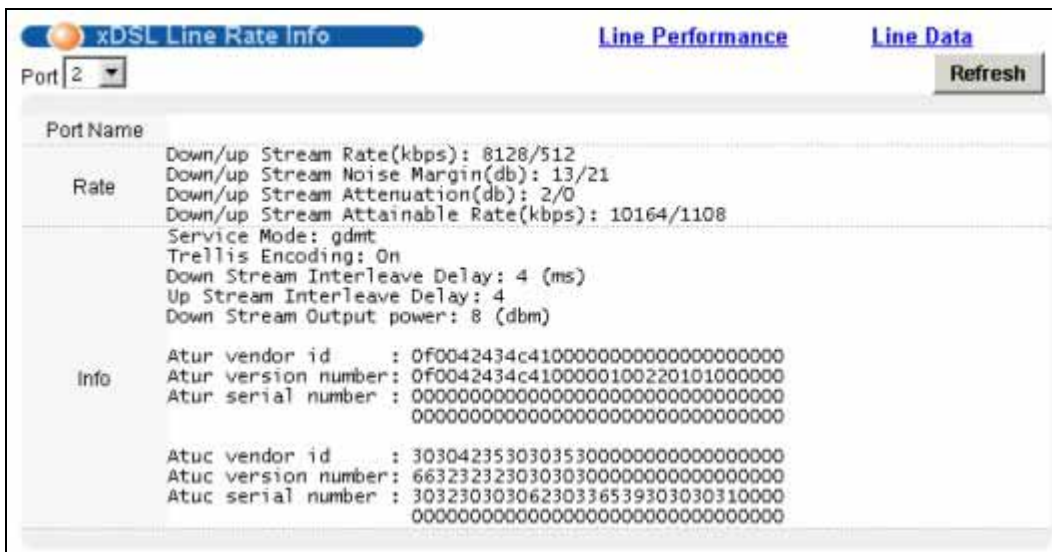 xDSL Line Rate Info Line Performance Line Data
Port 2 Refresh
Port Name
Rate
Down/up Stream Rate(kbps): 8128/512
Down/up Stream Noise Margin(db): 13/21
Down/up Stream Attenuation(db): 2/0
Down/up Stream Attainable Rate(kbps): 10164/1108
Info
Service Mode: gdmt
Trellis Encoding: On
Down Stream Interleave Delay: 4 (ms)
Up Stream Interleave Delay: 4
Down Stream Output power: 8 (dbm)
Atur vendor id : 0f0042434c4100000000000000000000
Atur version number: 0f0042434c4100000100220101000000
Atur serial number : 00000000000000000000000000000000
00000000000000000000000000000000
Atuc vendor id : 30304235303035300000000000000000
Atuc version number: 66323232303030300000000000000000
Atuc serial number : 30323030306230336539303030310000
00000000000000000000000000000000